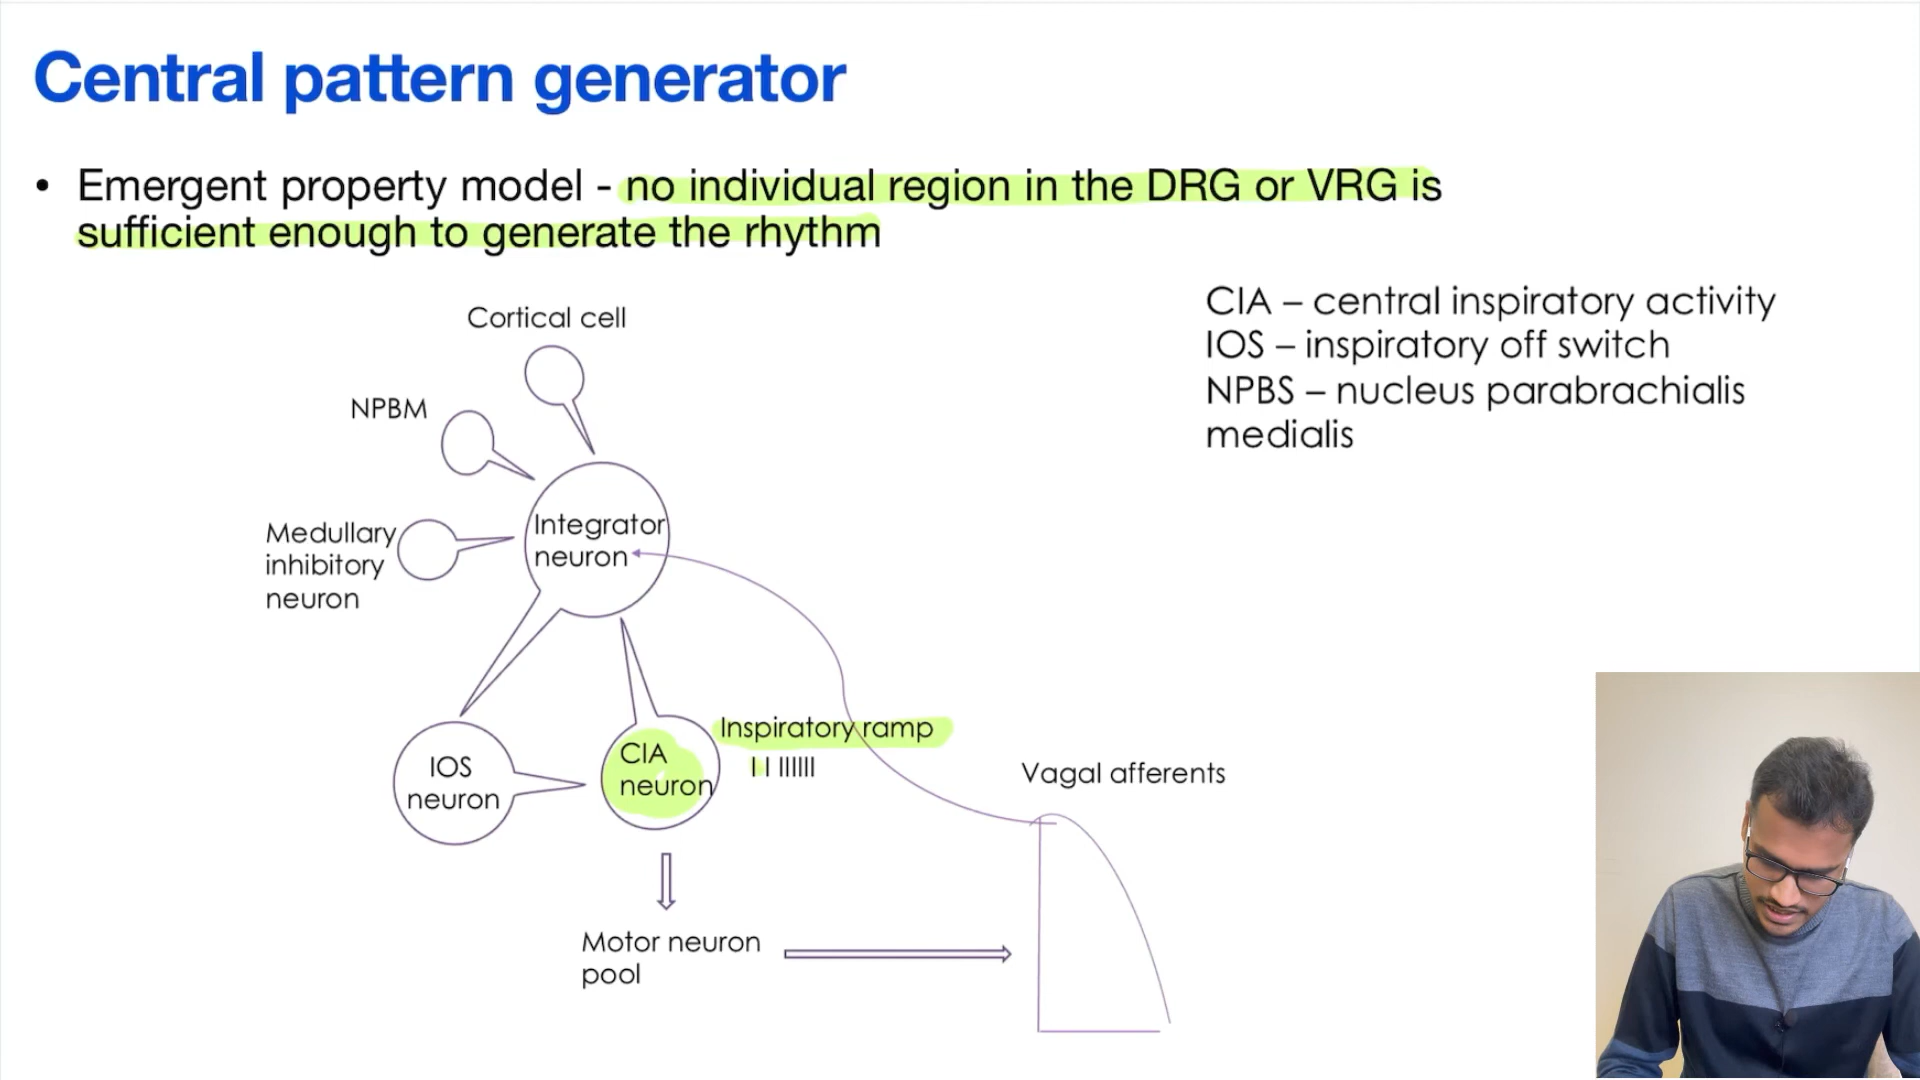 Central pattern generator
• Emergent property model - no individual region in the DRG or VRG is
sufficient enough to generate the rhythm
CIA – central inspiratory activity
IOS – inspiratory off switch
NPBS – nucleus parabrachialis
medialis
Cortical cell
NPBM
Integrator
neuron
Medullary
inhibitory
neuron
Inspiratory ramp
CIA
neuron
IOS
neuron
Vagal afferents
Motor neuron
pool